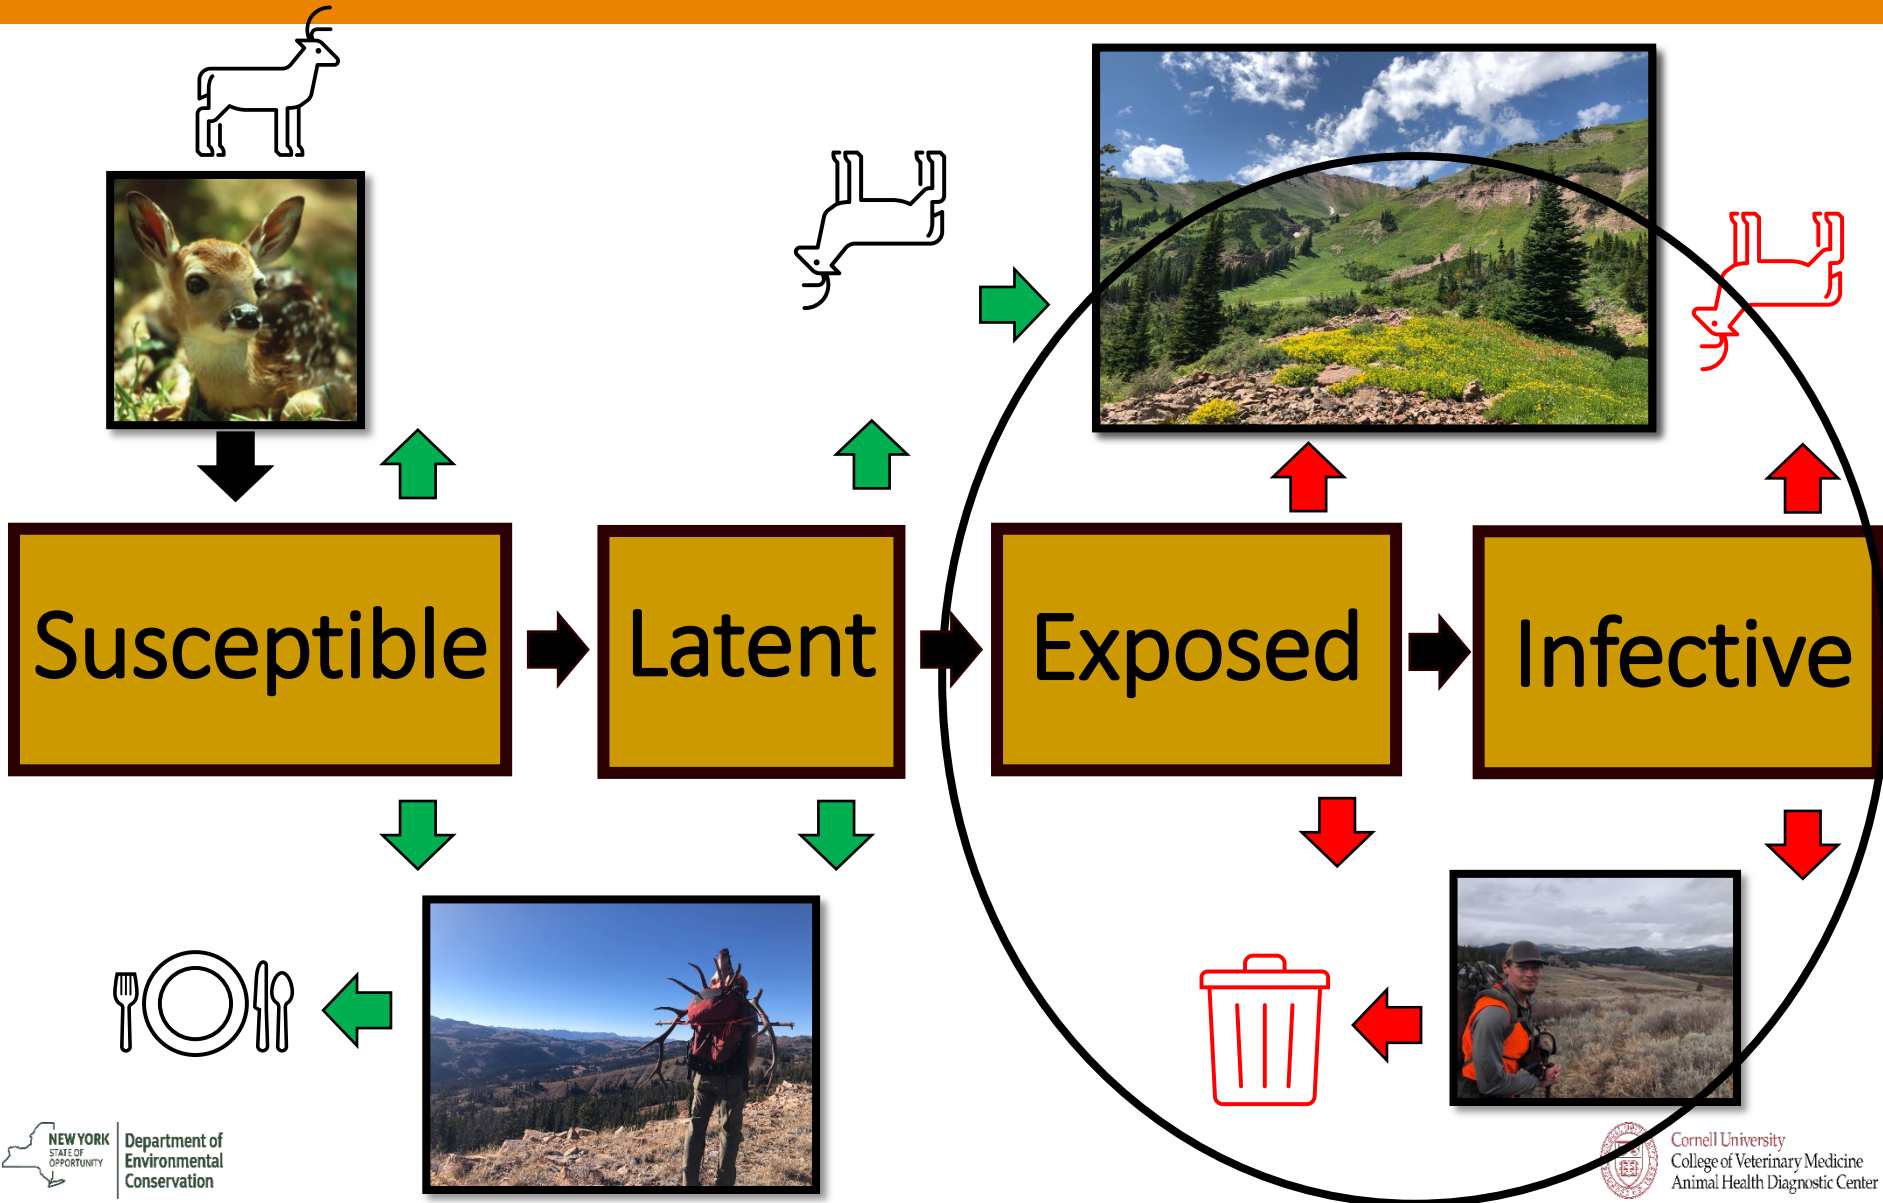 Susceptible
Latent
Exposed
Infective
NEW YORK
STATE OF
OPPORTUNITY
Department of
Environmental
Conservation
Cornell University
College of Veterinary Medicine
Animal Health Diagnostic Center